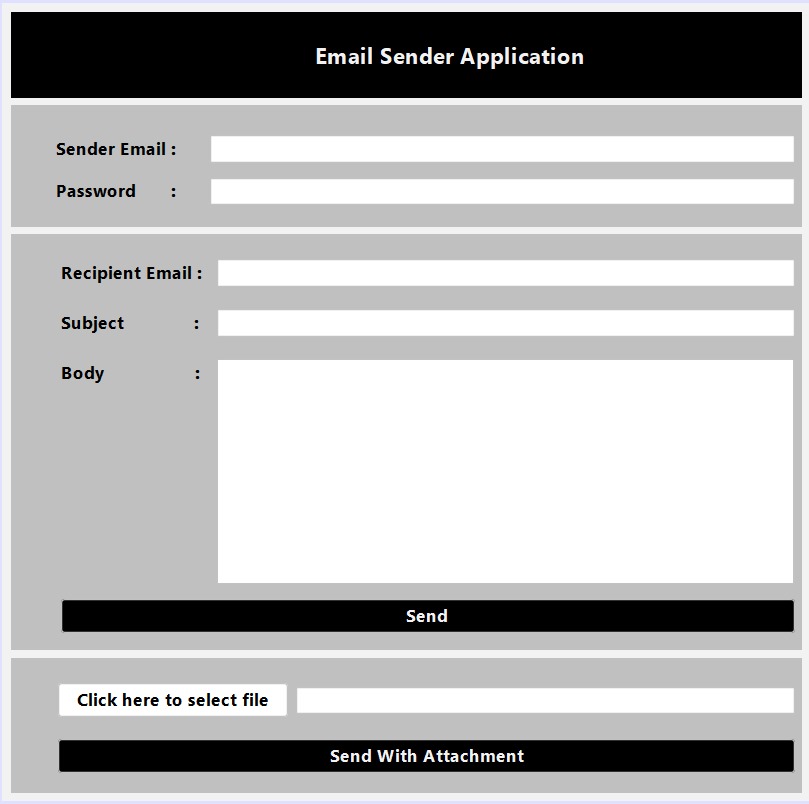 Email Sender Application
Sender Email :
Password :
Recipient Email :
Subject :
Body :
Send
Click here to select file
Send With Attachment